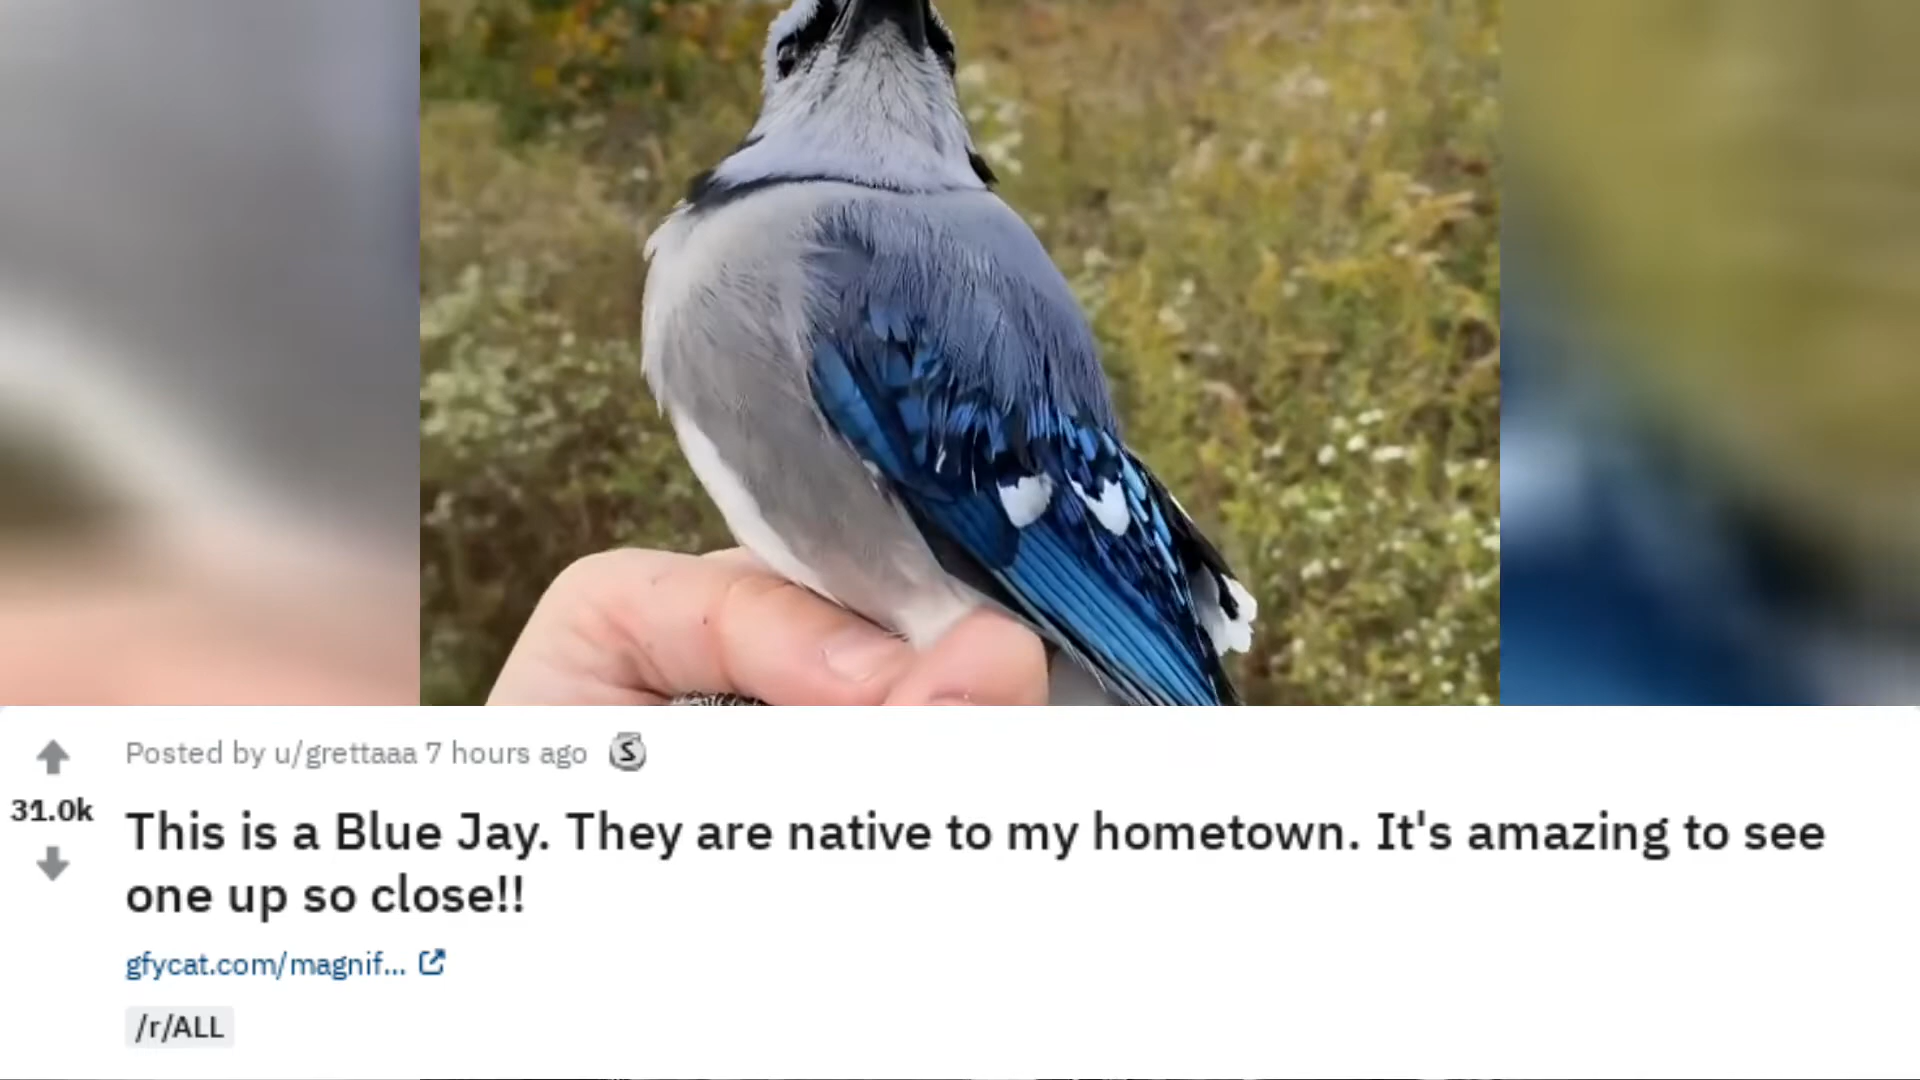 Posted by u/grettaaa 7 hours ago
31.0k
This is a Blue Jay. They are native to my hometown. It's amazing to see
one up so close!!
gfycat.com/magnif...
/r/ALL